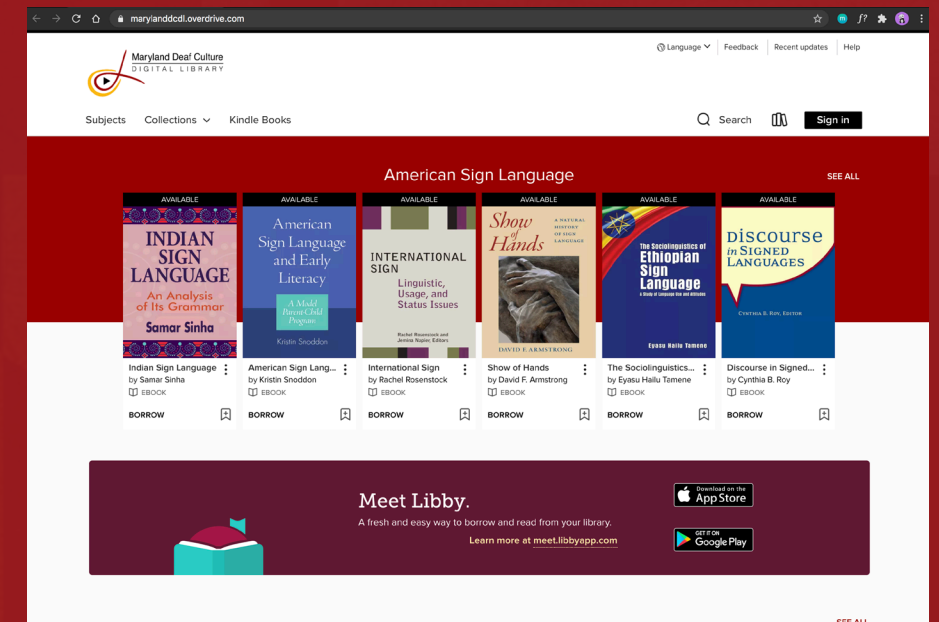 marylanddcdl.overdrive.com
f?
Maryland Deaf Culture
DIGITAL LIBRARY
Language
Feedback
Recent updates
Help
Subjects
Collections
Kindle Books
Search
Sign in
American Sign Language
SEE ALL
AVAILABLE
INDIAN
SIGN
LANGUAGE
An Analysis
of Its Grammar
Samar Sinha
Indian Sign Language
by Samar Sinha
EBOOK
BORROW
AVAILABLE
American
Sign Language
and Early
Literacy
A Model
Parent-Child
Program
Kristin Snoddon
American Sign Lang...
by Kristin Snoddon
EBOOK
BORROW
AVAILABLE
INTERNATIONAL
SIGN
Linguistic,
Usage, and
Status Issues
Rachel Rosenstock and
Jemina Napier, Editors
International Sign
by Rachel Rosenstock
EBOOK
BORROW
AVAILABLE
Show
of
Hands
A NATURAL
HISTORY
OF SIGN
LANGUAGE
DAVID F. ARMSTRONG
Show of Hands
by David F. Armstrong
EBOOK
BORROW
AVAILABLE
The Sociolinguistics of
Ethiopian
Sign
Language
A Study of Language Use and Attitudes
Eyasu Hailu Tamene
The Sociolinguistics...
by Eyasu Hailu Tamene
EBOOK
BORROW
AVAILABLE
DISCOURSE
IN SIGNED
LANGUAGES
CYNTHIA B. ROY, EDITOR
Discourse in Signed...
by Cynthia B. Roy
EBOOK
BORROW
Meet Libby.
A fresh and easy way to borrow and read from your library.
Learn more at meet.libbyapp.com
Download on the
App Store
GET IT ON
Google Play
SEE ALL